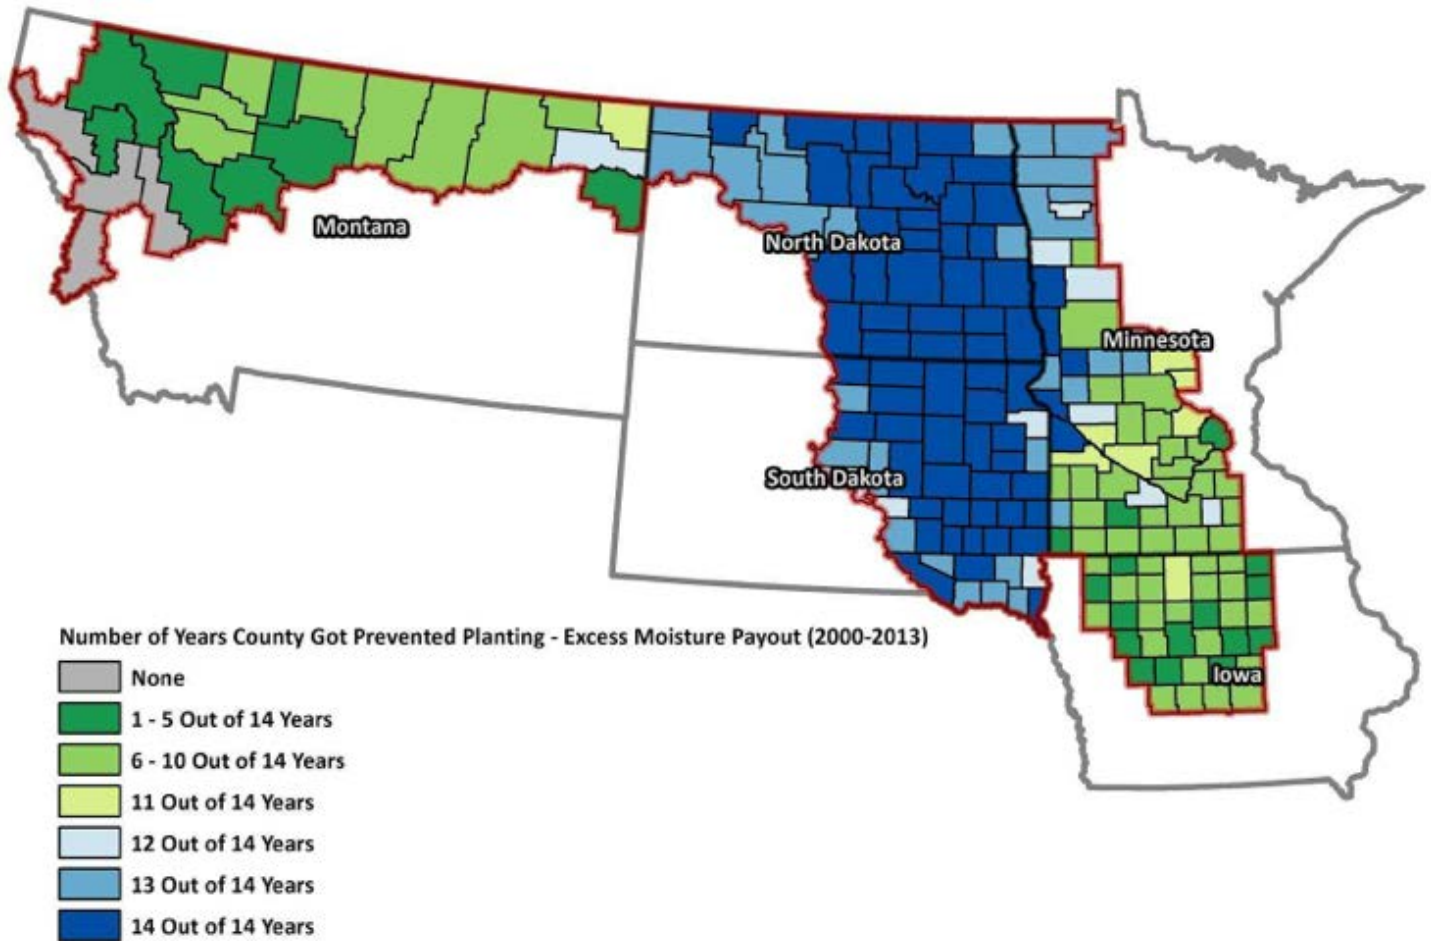 Montana
North Dakota
Minnesota
South Dakota
Iowa
Number of Years County Got Prevented Planting - Excess Moisture Payout (2000-2013)
None
1 - 5 Out of 14 Years
6 - 10 Out of 14 Years
11 Out of 14 Years
12 Out of 14 Years
13 Out of 14 Years
14 Out of 14 Years